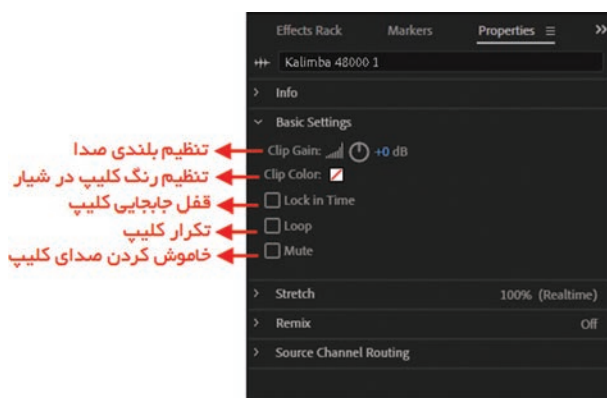 Effects Rack Markers Properties
Kalimba 48000 1
Info
Basic Settings
تنظیم بلندی صدا Clip Gain: +0 dB
تنظیم رنگ کلیپ در شیار Clip Color:
قفل جابجایی کلیپ Lock in Time
تکرار کلیپ Loop
خاموش کردن صدای کلیپ Mute
Stretch 100% (Realtime)
Remix Off
Source Channel Routing